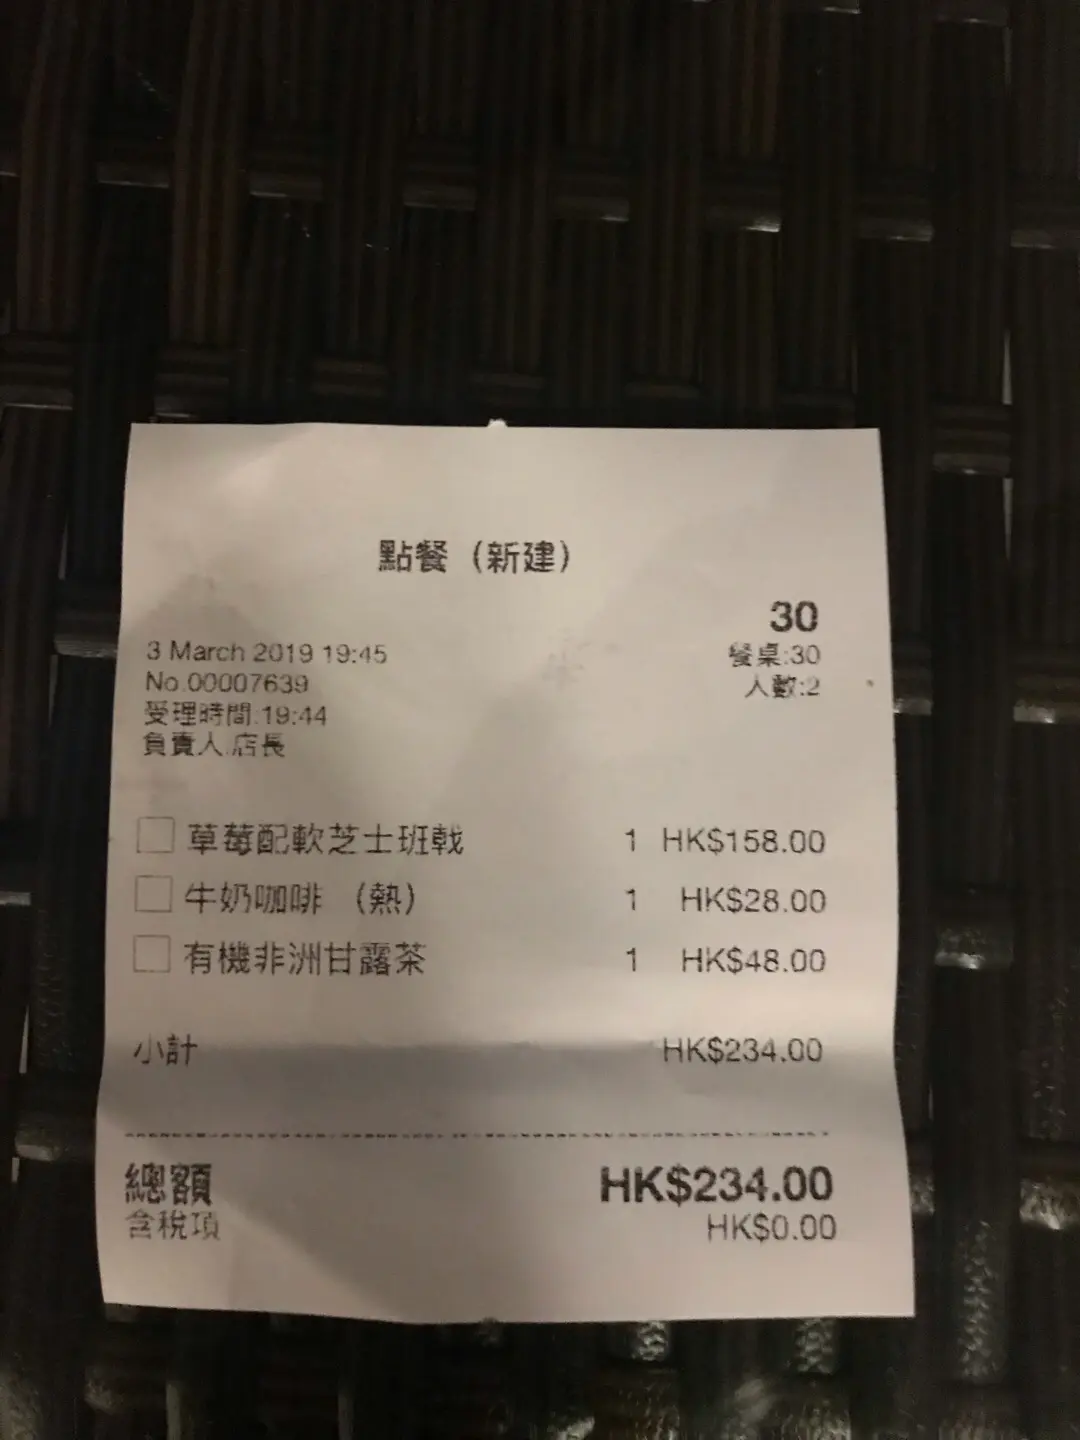 點餐（新建）
30
3 March 2019 19:45
餐桌:30
No.00007639
人數:2
受理時間:19:44
負責人:店長
草莓配軟芝士班戟 1 HK$158.00
牛奶咖啡 （熱） 1 HK$28.00
有機非洲甘露茶 1 HK$48.00
小計 HK$234.00
總額 HK$234.00
含稅項 HK$0.00